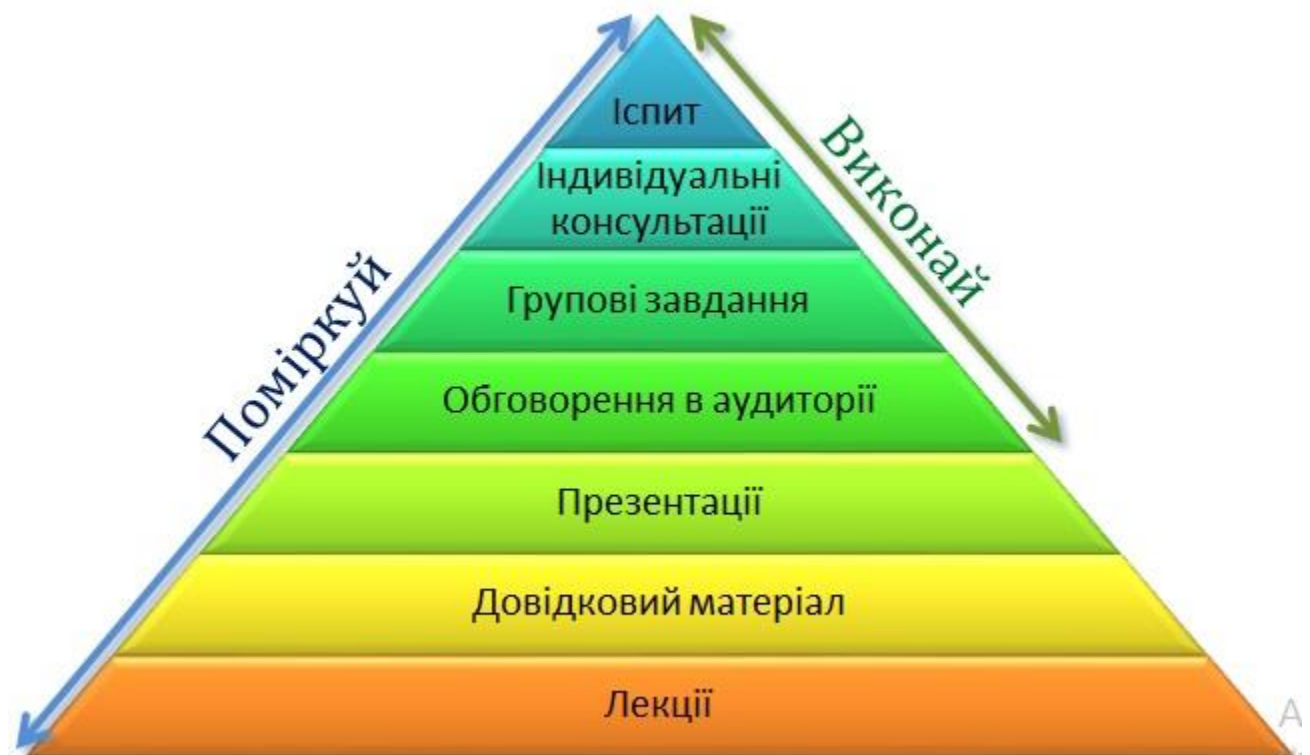 Іспит
Індивідуальні
консультації
Групові завдання
Обговорення в аудиторії
Презентації
Довідковий матеріал
Лекції
Поміркуй
Виконай
А